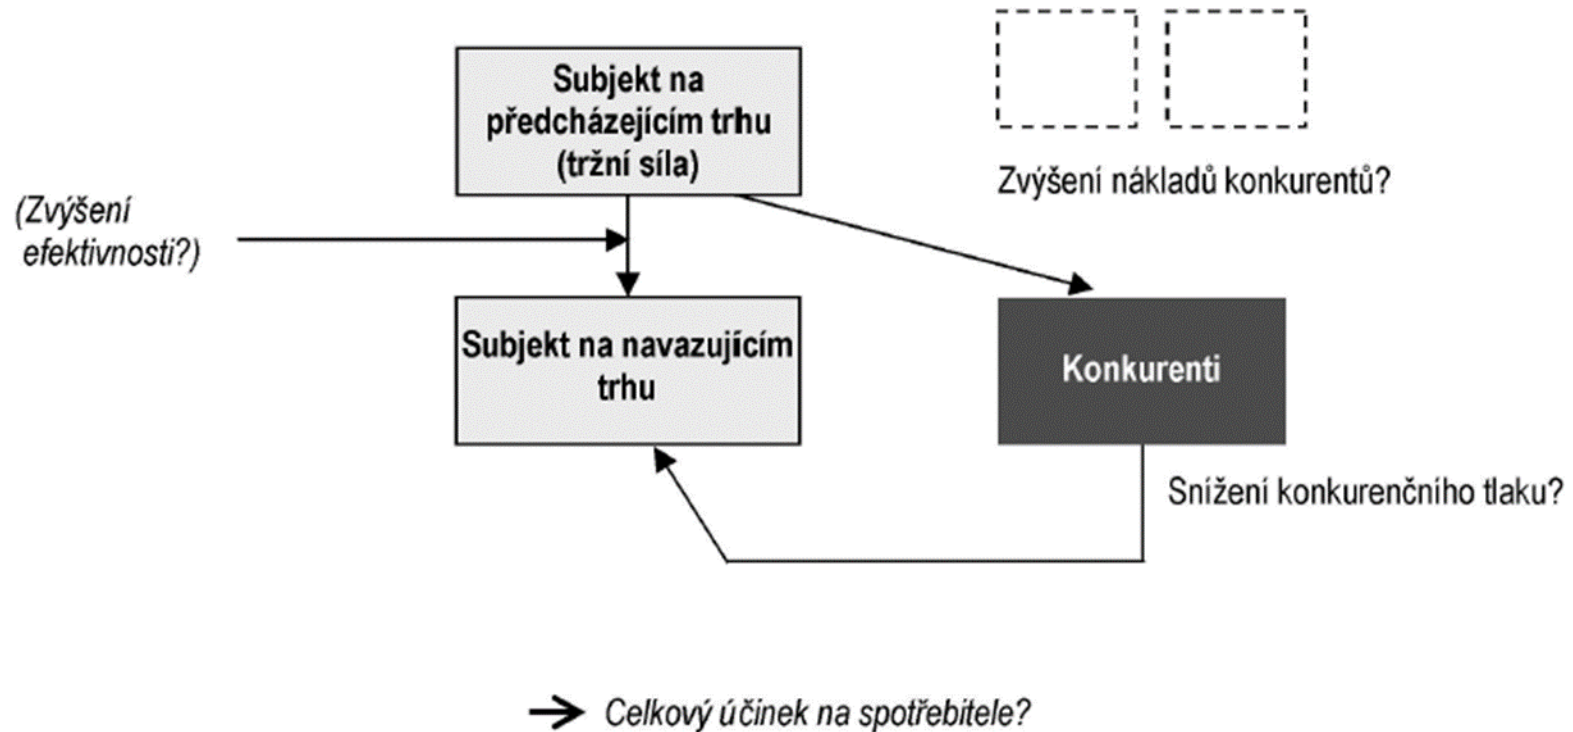 Subjekt na
předcházejícím trhu
(tržní síla)
Zvýšení nákladů konkurentů?
(Zvýšení
efektivnosti?)
Subjekt na navazujícím
trhu
Konkurenti
Snížení konkurenčního tlaku?
Celkový účinek na spotřebitele?